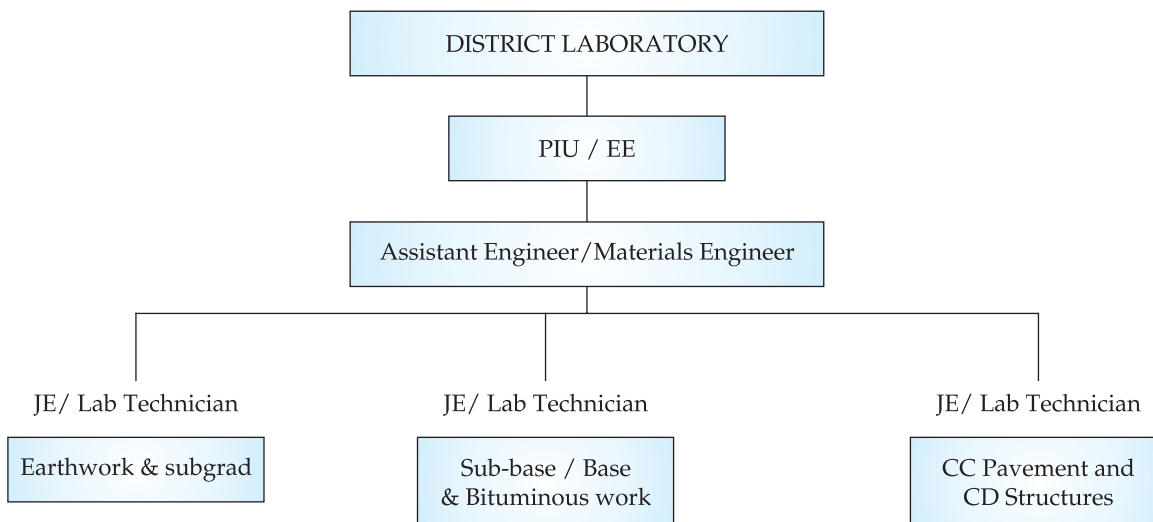 DISTRICT LABORATORY
PIU / EE
Assistant Engineer/Materials Engineer
JE/ Lab Technician
Earthwork & subgrad
JE/ Lab Technician
Sub-base / Base
& Bituminous work
JE/ Lab Technician
CC Pavement and
CD Structures